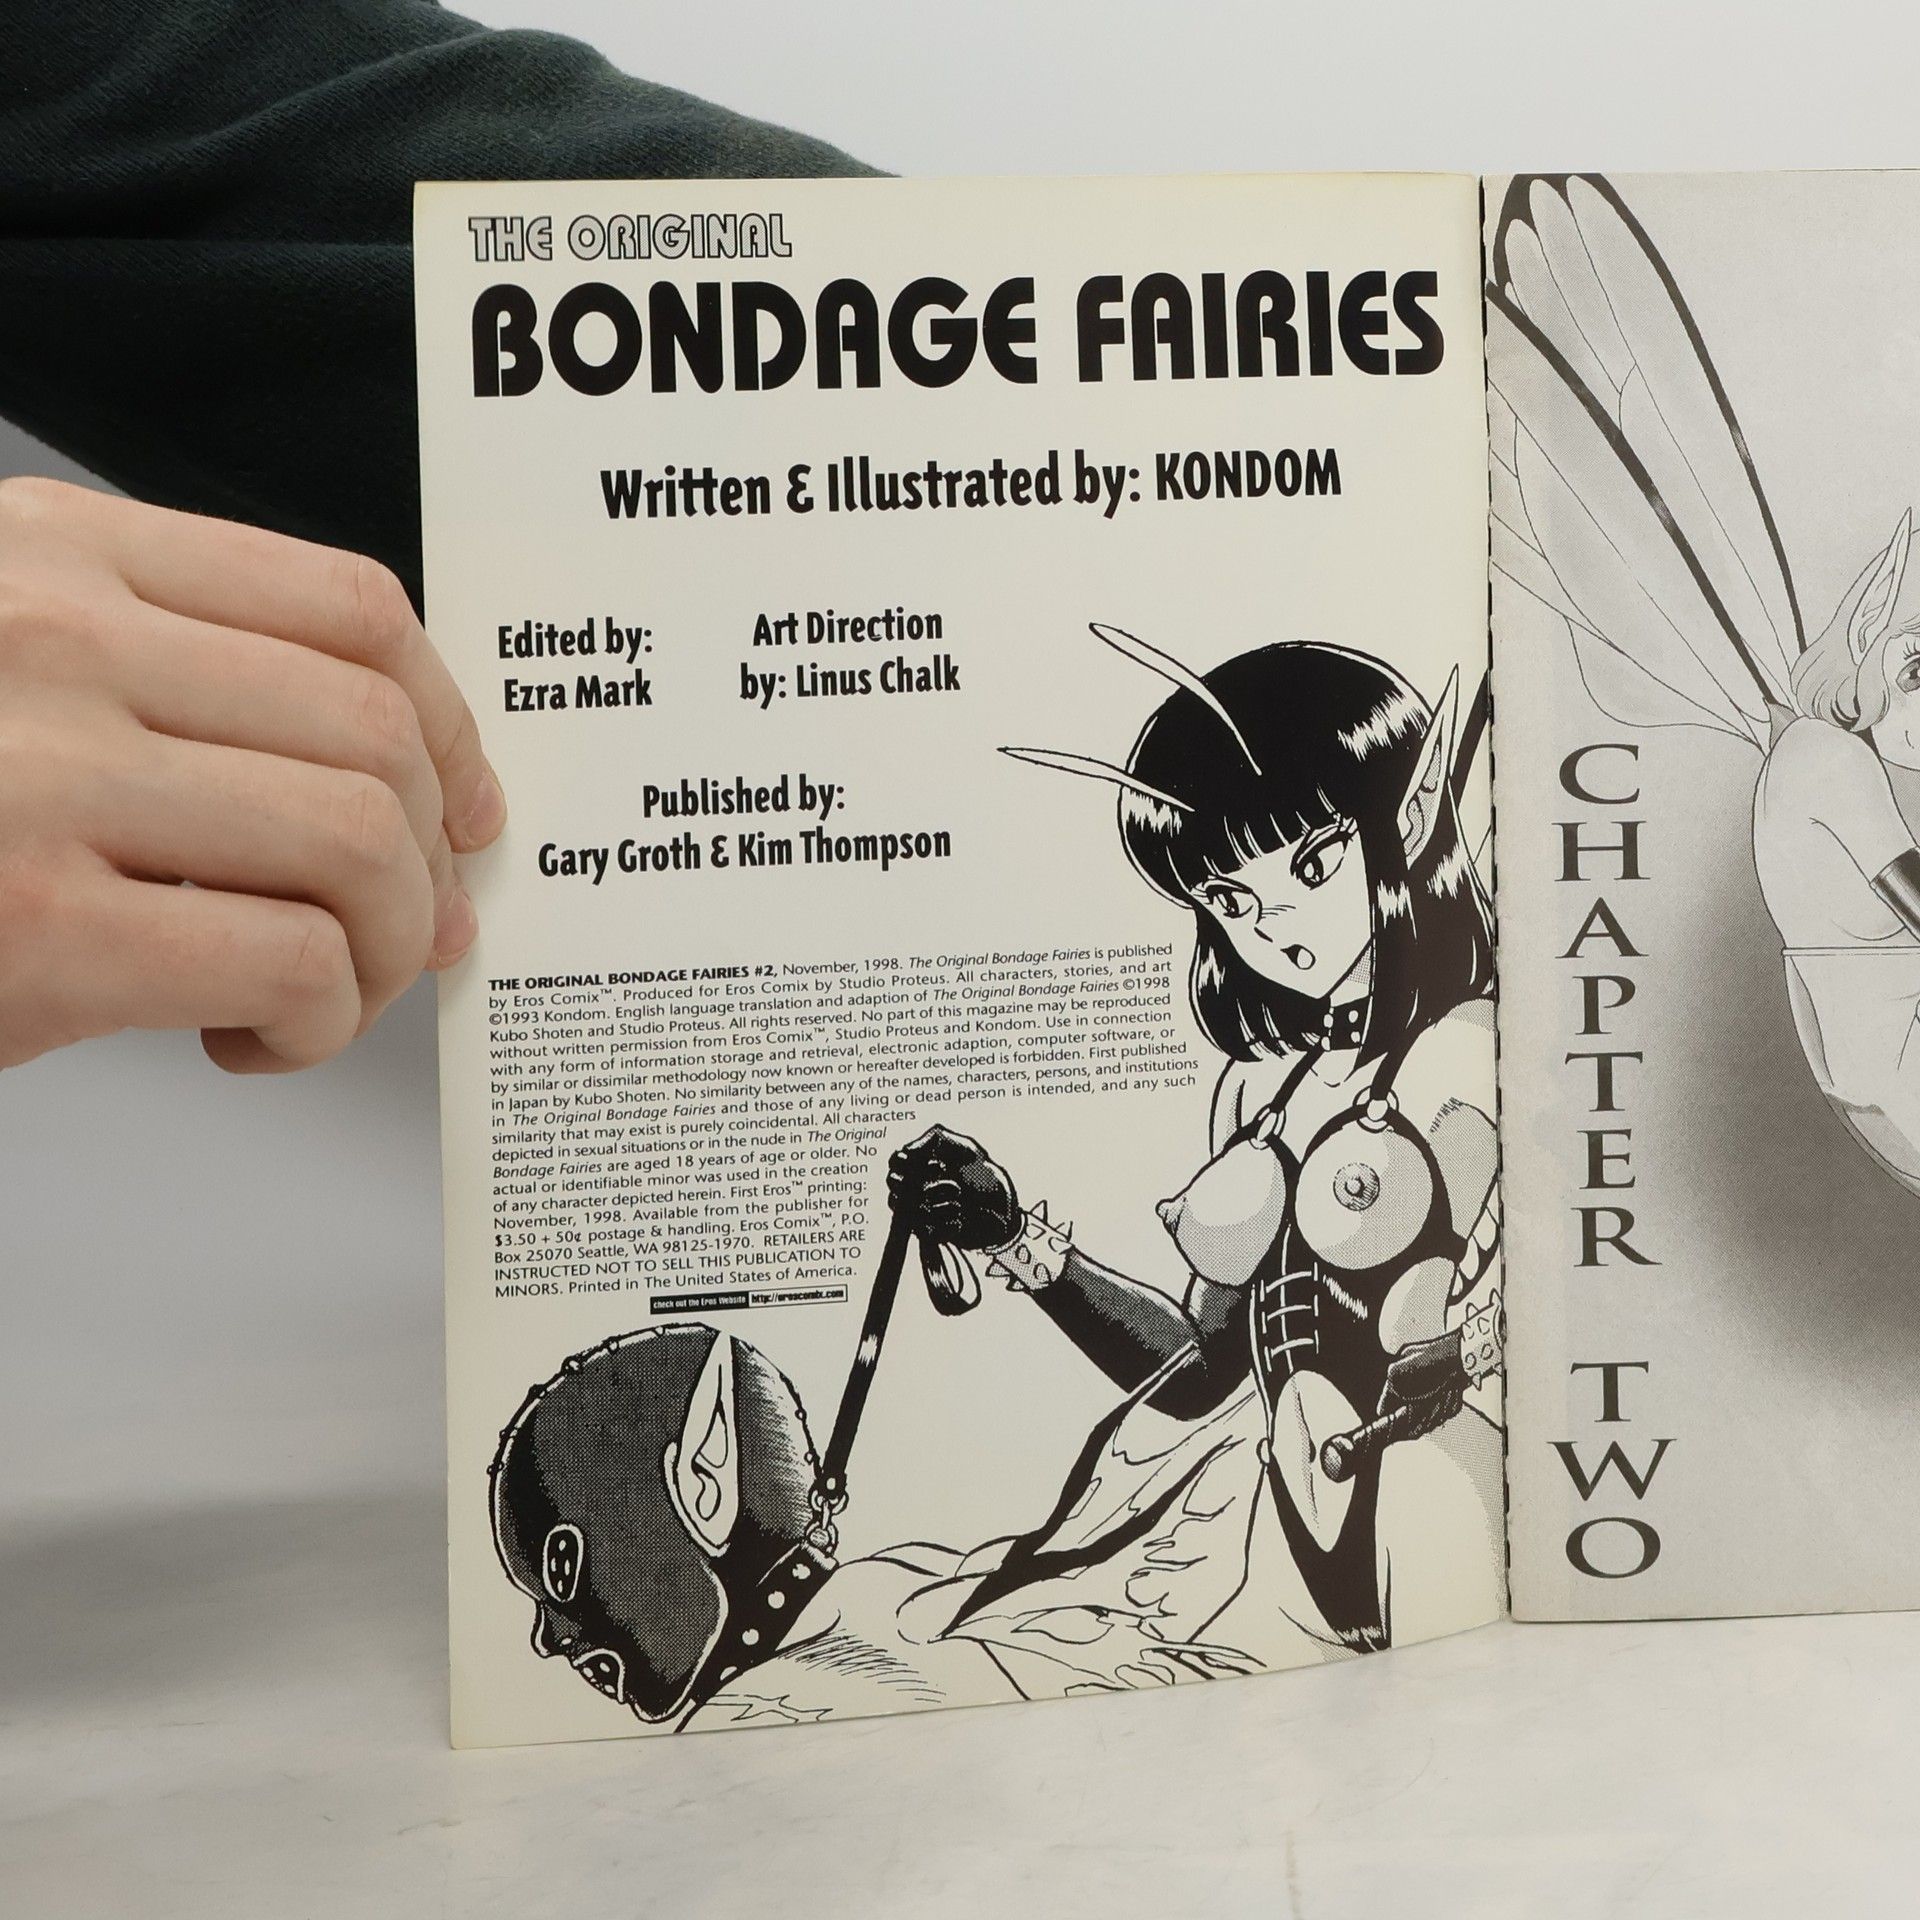 THE ORIGINAL
BONDAGE FAIRIES
Written & Illustrated by: KONDOM
Edited by:
Ezra Mark
Art Direction
by: Linus Chalk
Published by:
Gary Groth & Kim Thompson
THE ORIGINAL BONDAGE FAIRIES #2, November, 1998. The Original Bondage Fairies is published
by Eros Comix™. Produced for Eros Comix by Studio Proteus. All characters, stories, and art
©1993 Kondom. English language translation and adaption of The Original Bondage Fairies ©1998
Kubo Shoten and Studio Proteus. All rights reserved. No part of this magazine may be reproduced
without written permission from Eros Comix™, Studio Proteus and Kondom. Use in connection
with any form of information storage and retrieval, electronic adaption, computer software, or
by similar or dissimilar methodology now known or hereafter developed is forbidden. First published
in Japan by Kubo Shoten. No similarity between any of the names, characters, persons, and institutions
in The Original Bondage Fairies and those of any living or dead person is intended, and any such
similarity that may exist is purely coincidental. All characters
depicted in sexual situations or in the nude in The Original
Bondage Fairies are aged 18 years of age or older. No
actual or identifiable minor was used in the creation
of any character depicted herein. First Eros™ printing:
November, 1998. Available from the publisher for
$3.50 + 50¢ postage & handling. Eros Comix™, P.O.
Box 25070 Seattle, WA 98125-1970. RETAILERS ARE
INSTRUCTED NOT TO SELL THIS PUBLICATION TO
MINORS. Printed in The United States of America.
check out the Eros Website http://eroscomix.com
CHAPTER TWO